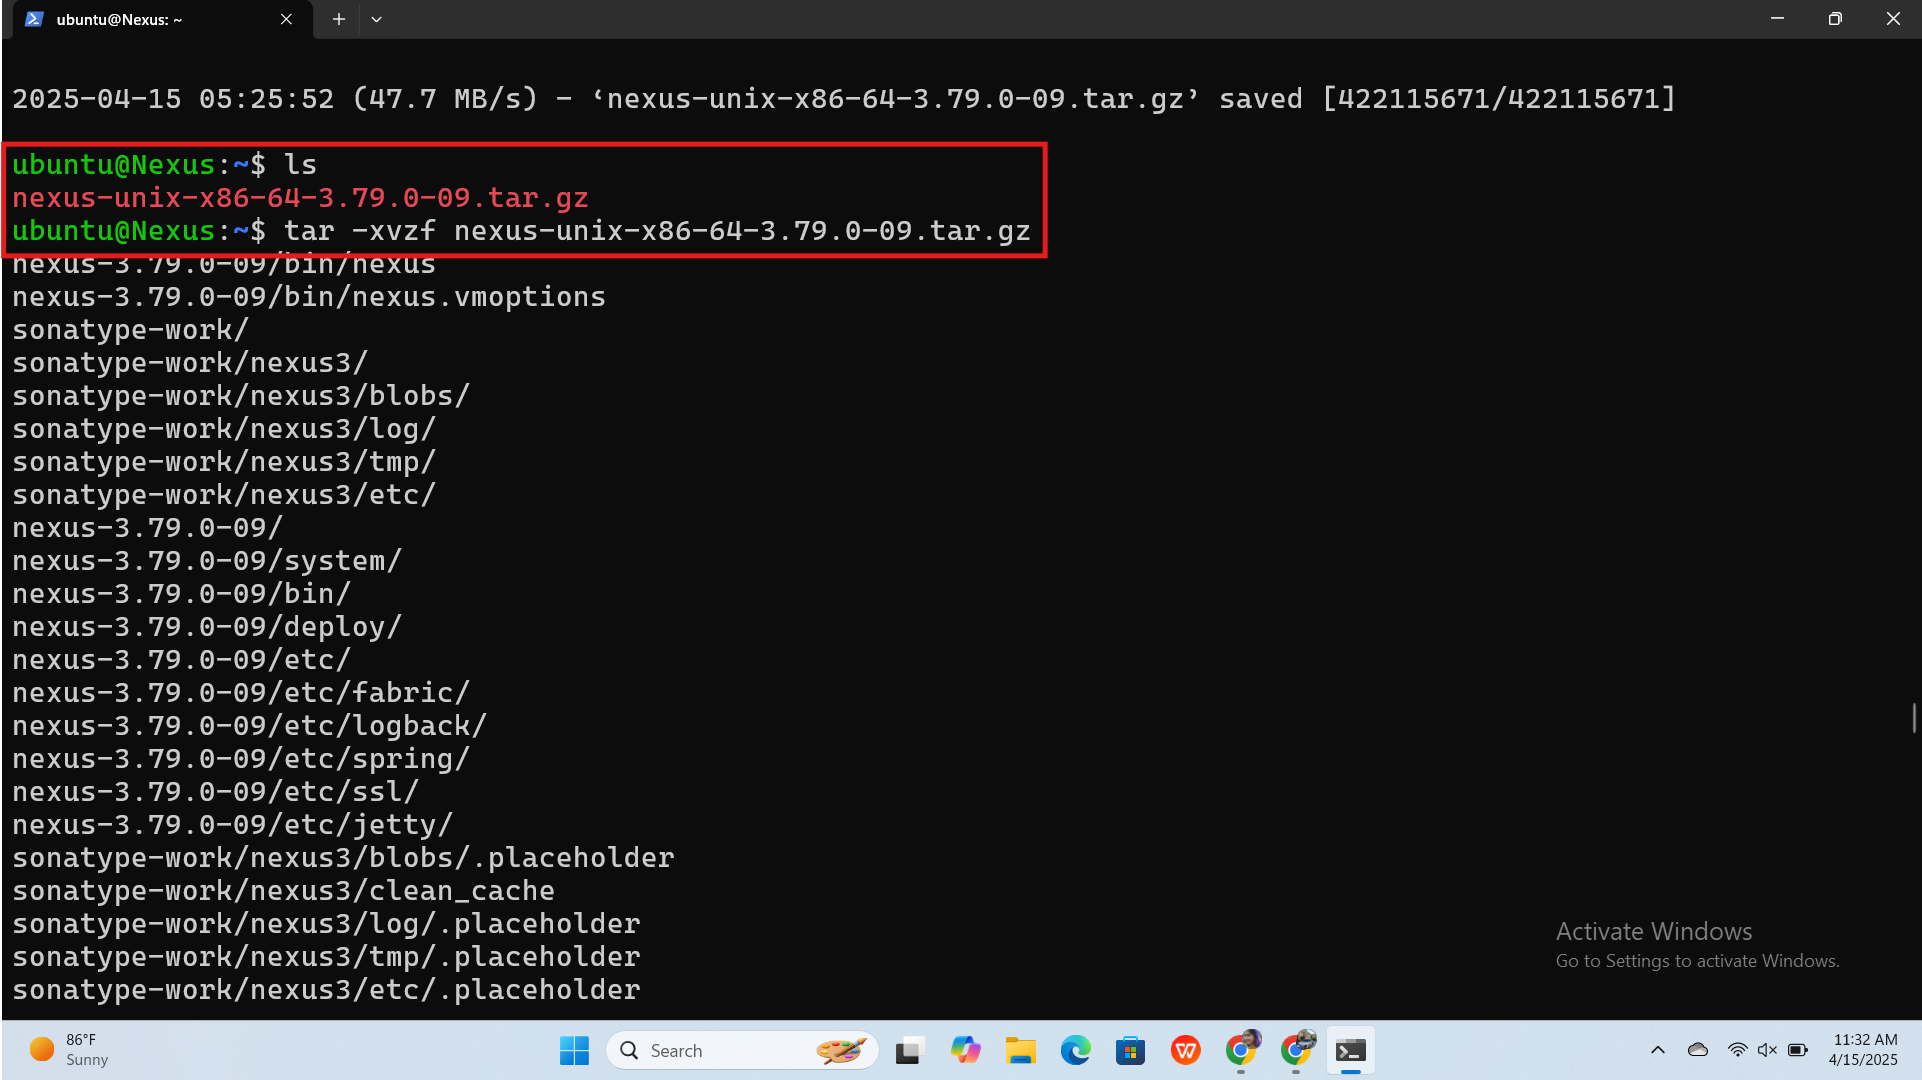 ubuntu@Nexus: ~
2025-04-15 05:25:52 (47.7 MB/s) - ‘nexus-unix-x86-64-3.79.0-09.tar.gz’ saved [422115671/422115671]
ubuntu@Nexus:~$ ls
nexus-unix-x86-64-3.79.0-09.tar.gz
ubuntu@Nexus:~$ tar -xvzf nexus-unix-x86-64-3.79.0-09.tar.gz
nexus-3.79.0-09/bin/nexus
nexus-3.79.0-09/bin/nexus.vmoptions
sonatype-work/
sonatype-work/nexus3/
sonatype-work/nexus3/blobs/
sonatype-work/nexus3/log/
sonatype-work/nexus3/tmp/
sonatype-work/nexus3/etc/
nexus-3.79.0-09/
nexus-3.79.0-09/system/
nexus-3.79.0-09/bin/
nexus-3.79.0-09/deploy/
nexus-3.79.0-09/etc/
nexus-3.79.0-09/etc/fabric/
nexus-3.79.0-09/etc/logback/
nexus-3.79.0-09/etc/spring/
nexus-3.79.0-09/etc/ssl/
nexus-3.79.0-09/etc/jetty/
sonatype-work/nexus3/blobs/.placeholder
sonatype-work/nexus3/clean_cache
sonatype-work/nexus3/log/.placeholder
sonatype-work/nexus3/tmp/.placeholder
sonatype-work/nexus3/etc/.placeholder
Activate Windows
Go to Settings to activate Windows.
86°F
Sunny
Search
11:32 AM
4/15/2025